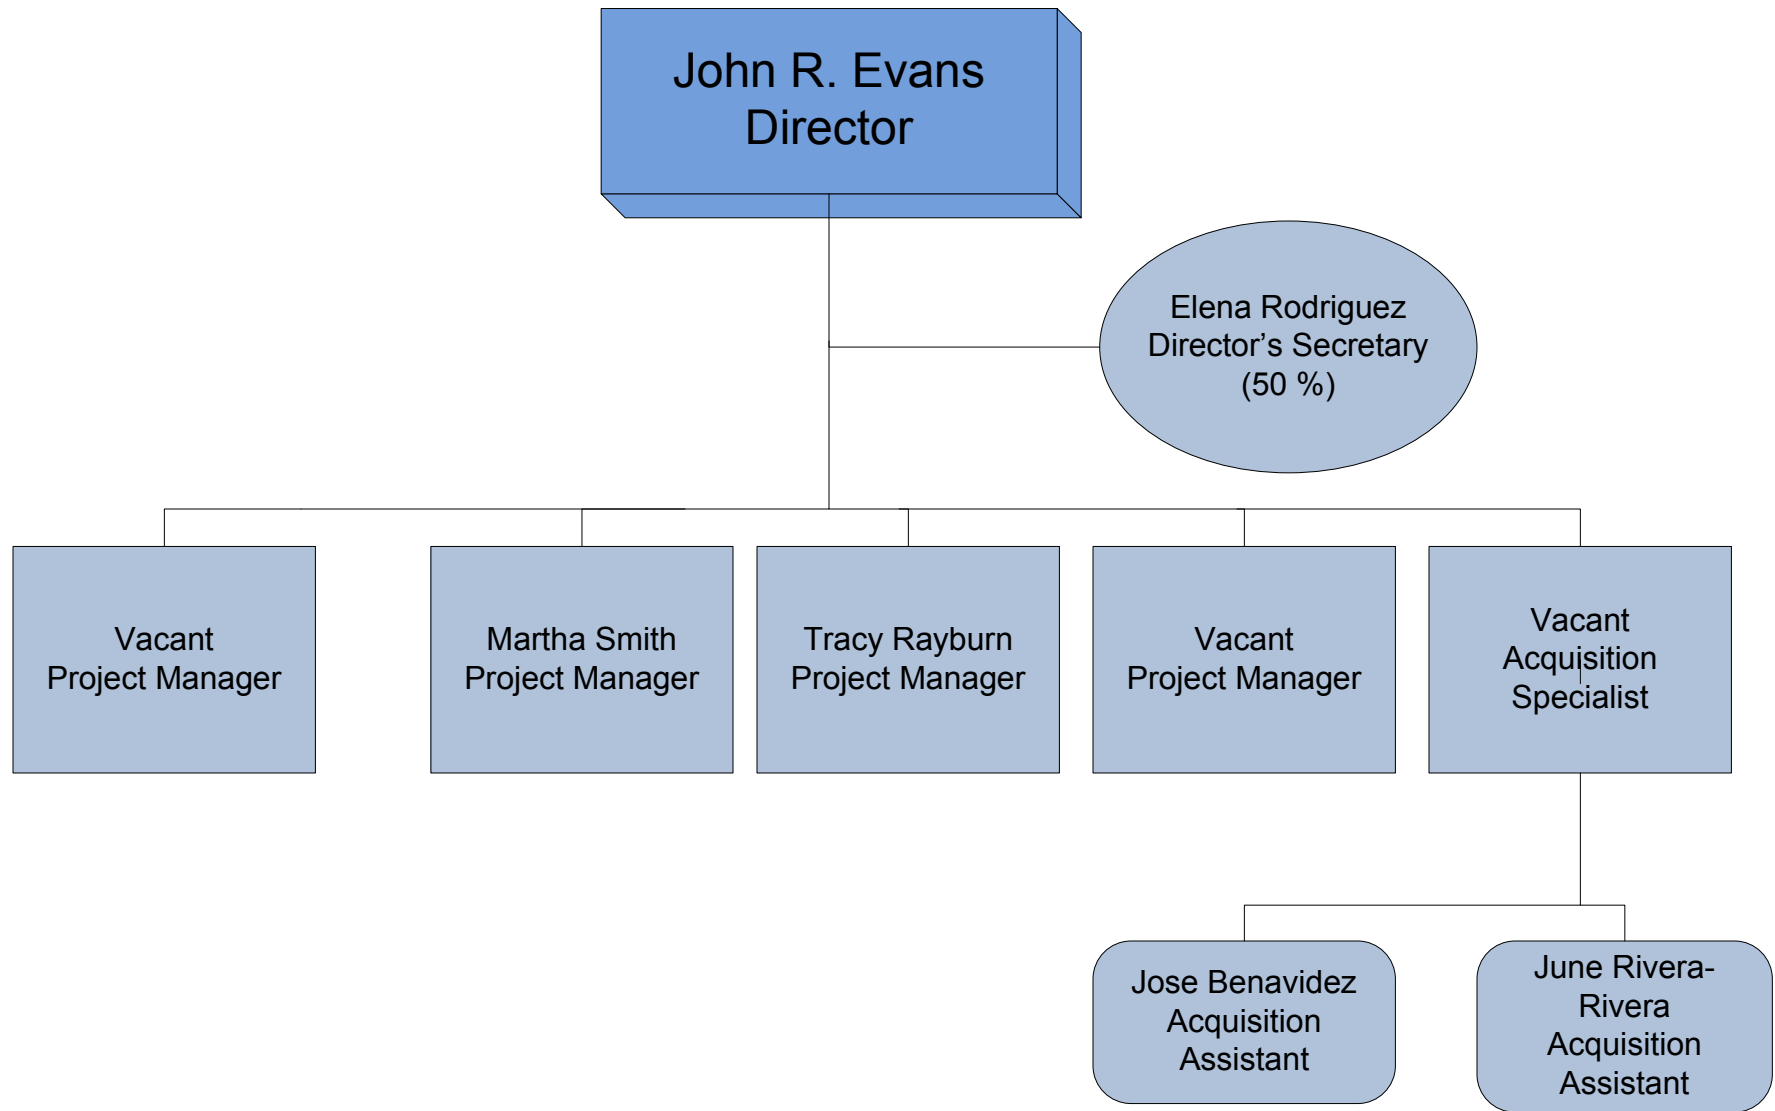 John R. Evans
Director
Elena Rodriguez
Director’s Secretary
(50 %)
Vacant
Project Manager
Martha Smith
Project Manager
Tracy Rayburn
Project Manager
Vacant
Project Manager
Vacant
Acquisition
Specialist
Jose Benavidez
Acquisition
Assistant
June Rivera-
Rivera
Acquisition
Assistant